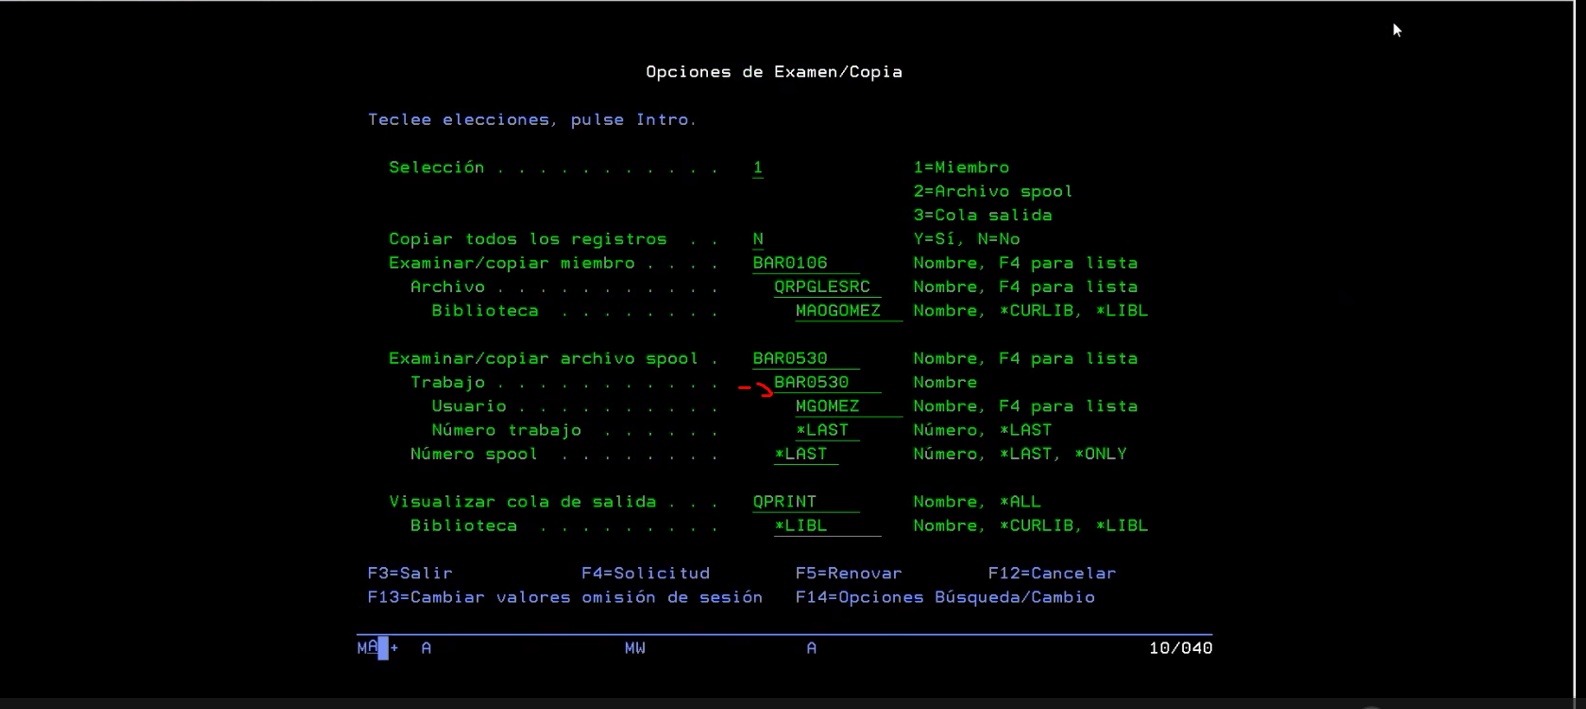 Opciones de Examen/Copia
Teclee elecciones, pulse Intro.
Selección . . . . . . . . . . . 1 1=Miembro
2=Archivo spool
3=Cola salida
Copiar todos los registros . . N Y=Sí, N=No
Examinar/copiar miembro . . . . BAR0106 Nombre, F4 para lista
Archivo . . . . . . . . . . . QRPGLESRC Nombre, F4 para lista
Biblioteca . . . . . . . . MAOGOMEZ Nombre, *CURLIB, *LIBL
Examinar/copiar archivo spool . BAR0530 Nombre, F4 para lista
Trabajo . . . . . . . . . . . BAR0530 Nombre
Usuario . . . . . . . . . . MGOMEZ Nombre, F4 para lista
Número trabajo . . . . . . *LAST Número, *LAST
Número spool . . . . . . . . *LAST Número, *LAST, *ONLY
Visualizar cola de salida . . . QPRINT Nombre, *ALL
Biblioteca . . . . . . . . . *LIBL Nombre, *CURLIB, *LIBL
F3=Salir F4=Solicitud F5=Renovar F12=Cancelar
F13=Cambiar valores omisión de sesión F14=Opciones Búsqueda/Cambio
MA + A MW A 10/040